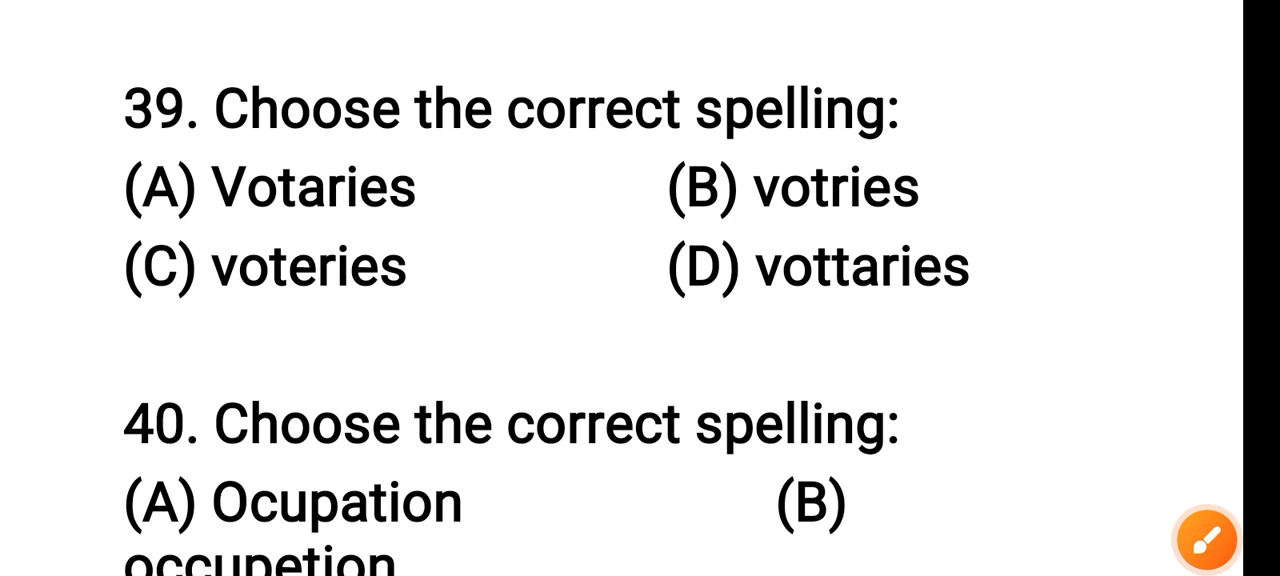 39. Choose the correct spelling:
(A) Votaries (B) votries
(C) voteries (D) vottaries
40. Choose the correct spelling:
(A) Ocupation (B)
occupetion